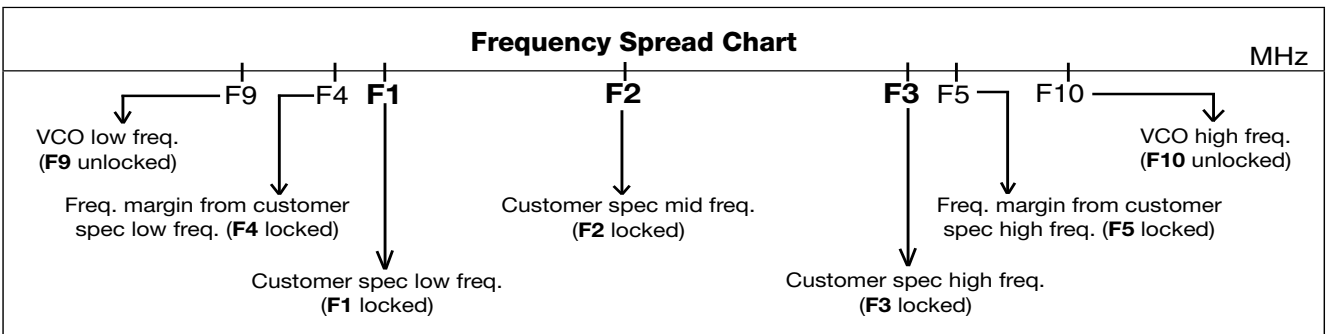 Frequency Spread Chart
MHz
F9 F4 F1 F2 F3 F5 F10
VCO low freq.
(F9 unlocked)
VCO high freq.
(F10 unlocked)
Freq. margin from customer
spec low freq. (F4 locked)
Customer spec mid freq.
(F2 locked)
Freq. margin from customer
spec high freq. (F5 locked)
Customer spec low freq.
(F1 locked)
Customer spec high freq.
(F3 locked)